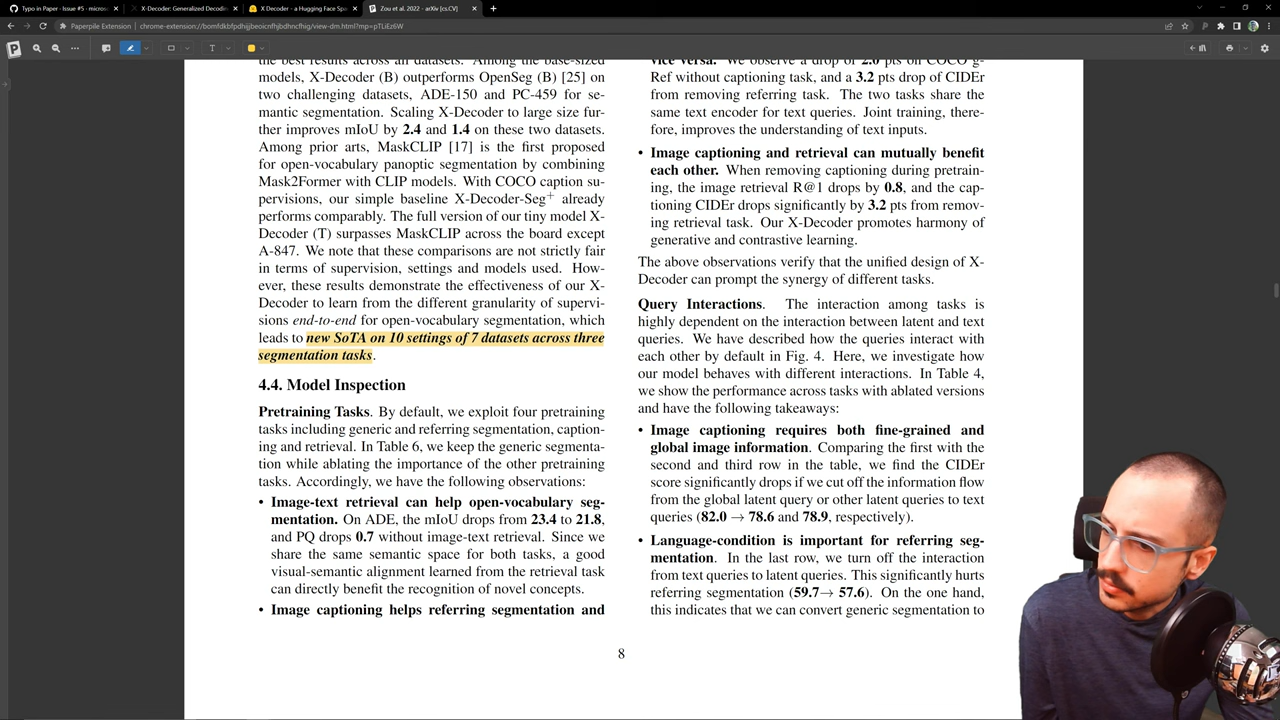 Typo in Paper · Issue #5 · micros
X-Decoder: Generalized Decodin
X Decoder - a Hugging Face Spa
Zou et al. 2022 - arXiv [cs.CV]
Paperpile Extension
the best results across all datasets. Among the base-sized
models, X-Decoder (B) outperforms OpenSeg (B) [25] on
two challenging datasets, ADE-150 and PC-459 for se-
mantic segmentation. Scaling X-Decoder to large size fur-
ther improves mIoU by 2.4 and 1.4 on these two datasets.
Among prior arts, MaskCLIP [17] is the first proposed
for open-vocabulary panoptic segmentation by combining
Mask2Former with CLIP models. With COCO caption su-
pervisions, our simple baseline X-Decoder-Seg+ already
performs comparably. The full version of our tiny model X-
Decoder (T) surpasses MaskCLIP across the board except
A-847. We note that these comparisons are not strictly fair
in terms of supervision, settings and models used. How-
ever, these results demonstrate the effectiveness of our X-
Decoder to learn from the different granularity of supervi-
sions end-to-end for open-vocabulary segmentation, which
leads to new SoTA on 10 settings of 7 datasets across three
segmentation tasks.
4.4. Model Inspection
Pretraining Tasks. By default, we exploit four pretraining
tasks including generic and referring segmentation, caption-
ing and retrieval. In Table 6, we keep the generic segmenta-
tion while ablating the importance of the other pretraining
tasks. Accordingly, we have the following observations:
• Image-text retrieval can help open-vocabulary seg-
mentation. On ADE, the mIoU drops from 23.4 to 21.8,
and PQ drops 0.7 without image-text retrieval. Since we
share the same semantic space for both tasks, a good
visual-semantic alignment learned from the retrieval task
can directly benefit the recognition of novel concepts.
• Image captioning helps referring segmentation and
vice versa. We observe a drop of 2.0 pts on COCO g-
Ref without captioning task, and a 3.2 pts drop of CIDEr
from removing referring task. The two tasks share the
same text encoder for text queries. Joint training, there-
fore, improves the understanding of text inputs.
• Image captioning and retrieval can mutually benefit
each other. When removing captioning during pretrain-
ing, the image retrieval R@1 drops by 0.8, and the cap-
tioning CIDEr drops significantly by 3.2 pts from remov-
ing retrieval task. Our X-Decoder promotes harmony of
generative and contrastive learning.
The above observations verify that the unified design of X-
Decoder can prompt the synergy of different tasks.
Query Interactions. The interaction among tasks is
highly dependent on the interaction between latent and text
queries. We have described how the queries interact with
each other by default in Fig. 4. Here, we investigate how
our model behaves with different interactions. In Table 4,
we show the performance across tasks with ablated versions
and have the following takeaways:
• Image captioning requires both fine-grained and
global image information. Comparing the first with the
second and third row in the table, we find the CIDEr
score significantly drops if we cut off the information flow
from the global latent query or other latent queries to text
queries (82.0 → 78.6 and 78.9, respectively).
• Language-condition is important for referring seg-
mentation. In the last row, we turn off the interaction
from text queries to latent queries. This significantly hurts
referring segmentation (59.7→ 57.6). On the one hand,
this indicates that we can convert generic segmentation to
8